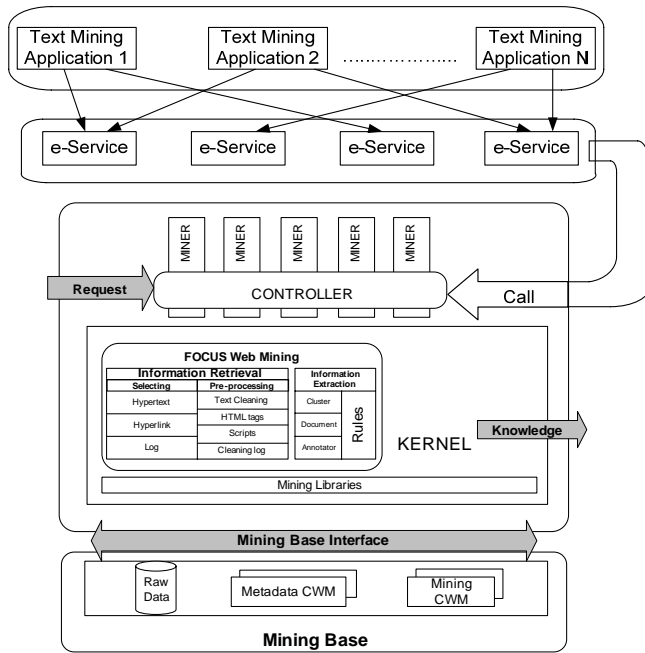 Text Mining
Application 1
Text Mining
Application 2
......................
Text Mining
Application N
e-Service
e-Service
e-Service
e-Service
MINER
MINER
MINER
MINER
MINER
Request
CONTROLLER
Call
FOCUS Web Mining
Information Retrieval
Selecting
Pre-processing
Hypertext
Hyperlink
Log
Text Cleaning
HTML tags
Scripts
Cleaning log
Information
Extraction
Cluster
Document
Annotator
Rules
KERNEL
Knowledge
Mining Libraries
Mining Base Interface
Raw
Data
Metadata CWM
Mining
CWM
Mining Base